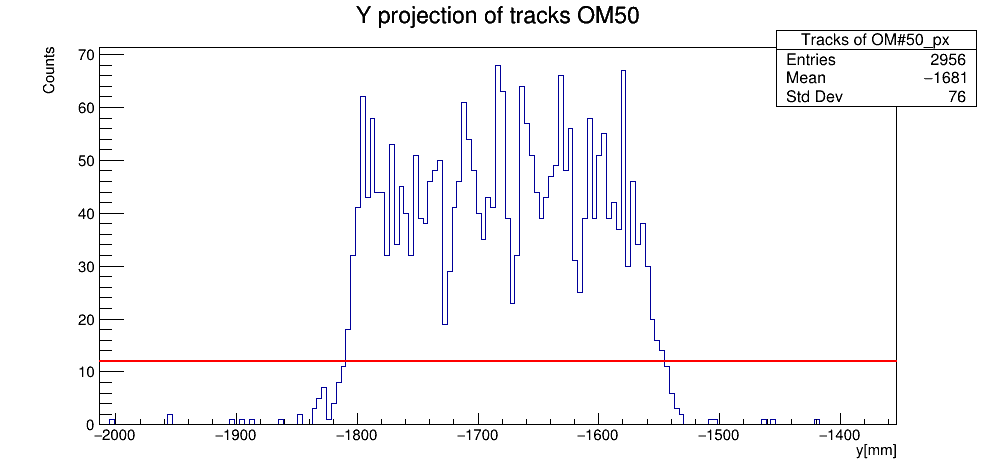 Y projection of tracks OM50
Tracks of OM#50_px
Entries 2956
Mean −1681
Std Dev 76
Counts
70
60
50
40
30
20
10
0
−2000 −1900 −1800 −1700 −1600 −1500 −1400
y[mm]